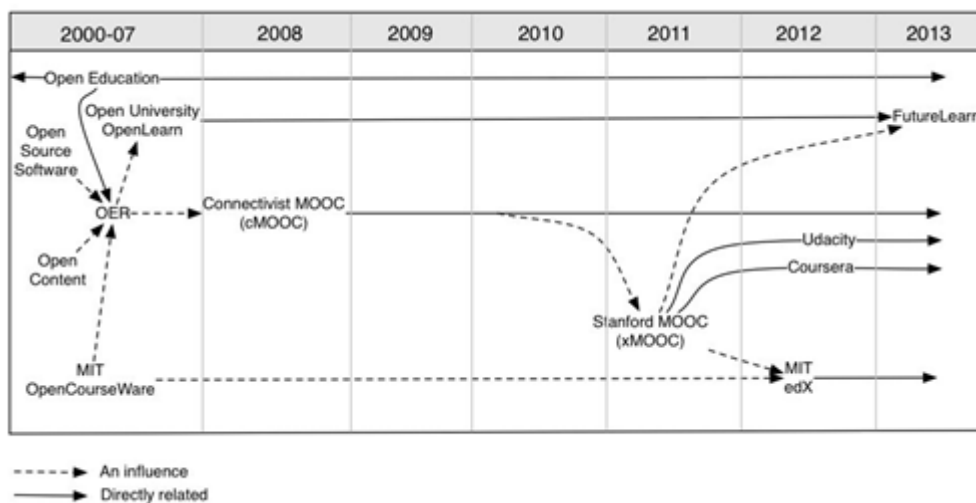 2000-07 2008 2009 2010 2011 2012 2013
Open Education
Open University
OpenLearn
FutureLearn
Open
Source
Software
OER
Connectivist MOOC
(cMOOC)
Udacity
Open
Content
Coursera
Stanford MOOC
(xMOOC)
MIT
OpenCourseWare
MIT
edX
An influence
Directly related